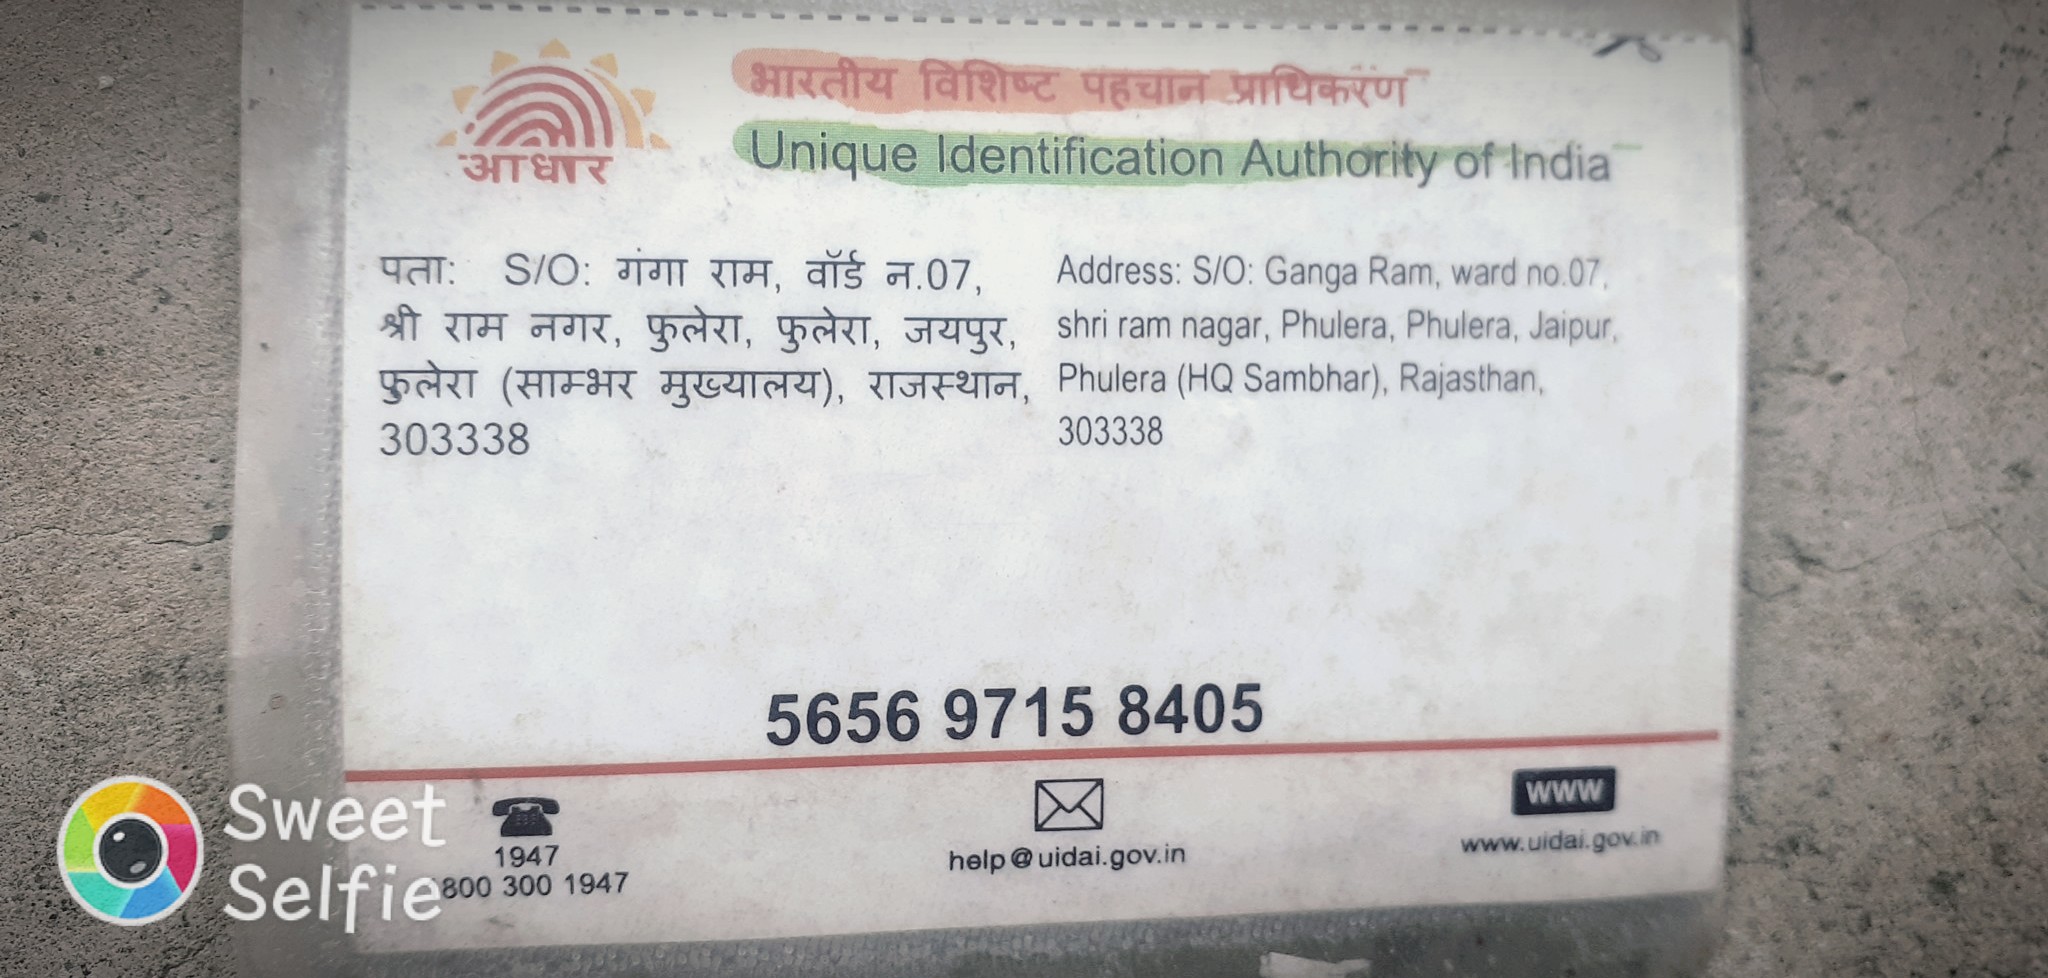 आधार
भारतीय विशिष्ट पहचान प्राधिकरण
Unique Identification Authority of India
पता: S/O: गंगा राम, वॉर्ड न.07,
श्री राम नगर, फुलेरा, फुलेरा, जयपुर,
फुलेरा (साम्भर मुख्यालय), राजस्थान,
303338
Address: S/O: Ganga Ram, ward no.07,
shri ram nagar, Phulera, Phulera, Jaipur,
Phulera (HQ Sambhar), Rajasthan,
303338
5656 9715 8405
1947
800 300 1947
help@uidai.gov.in
WWW
www.uidai.gov.in
Sweet
Selfie